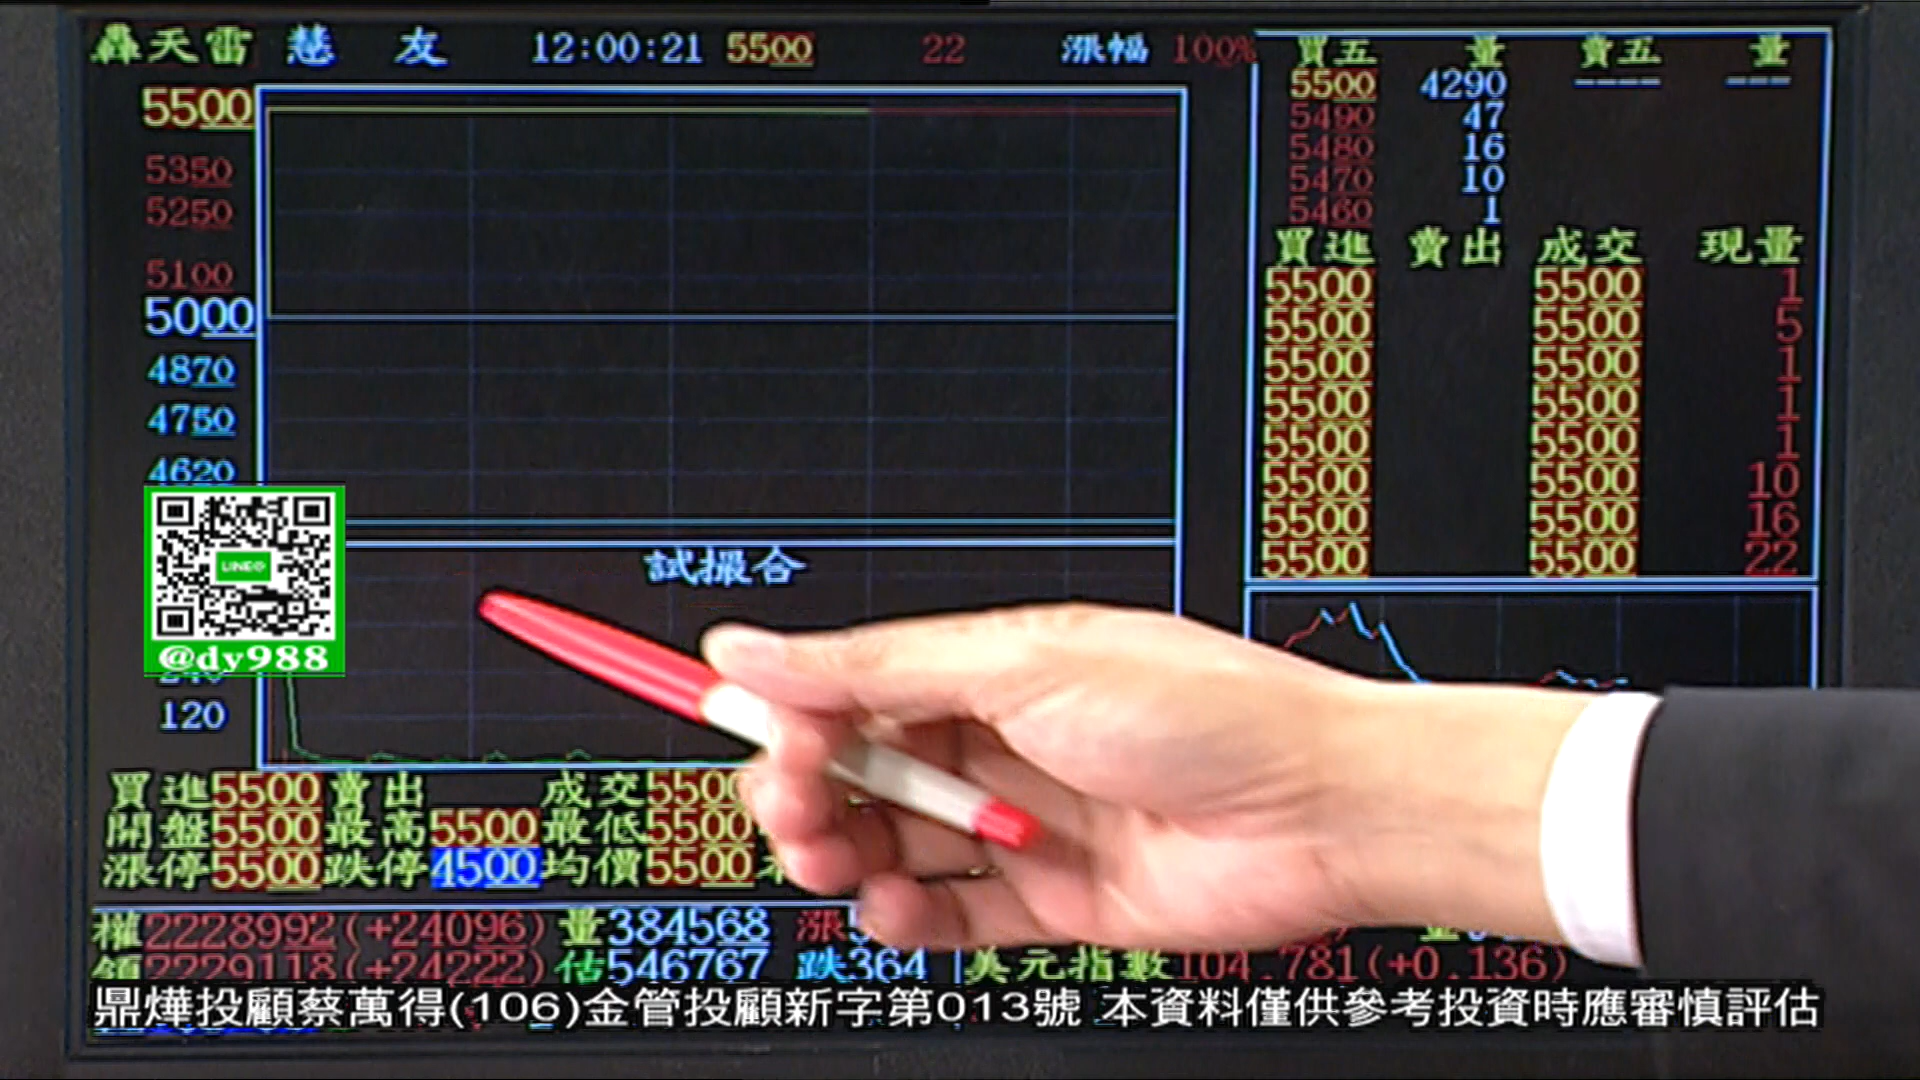 轟天雷 慧友 12:00:21 5500 22 漲幅 100%
買五 量 賣五 量
5500 4290 ---- ---
5490 47
5480 16
5470 10
5460 1
買進 賣出 成交 現量
5500 5500 1
5500 5500 5
5500 5500 1
5500 5500 1
5500 5500 1
5500 5500 10
5500 5500 16
5500 5500 22
5500
5350
5250
5100
5000
4870
4750
4620
試撮合
LINE@
@dy988
240
120
買進5500賣出 成交5500
開盤5500最高5500最低5500
漲停5500跌停4500均價5500
權2228992(+24096)量384568 漲5
領2229118(+24222)估546767 跌364 美元指數104.781(+0.136)
鼎燁投顧蔡萬得(106)金管投顧新字第013號 本資料僅供參考投資時應審慎評估